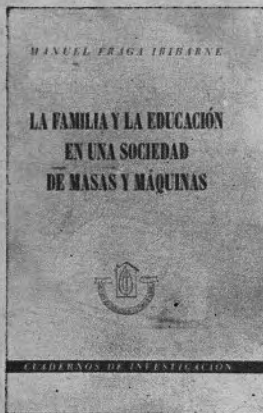 MANUEL FRAGA IRIBARNE
LA FAMILIA Y LA EDUCACIÓN
EN UNA SOCIEDAD
DE MASAS Y MÁQUINAS
CUADERNOS DE INVESTIGACIÓN